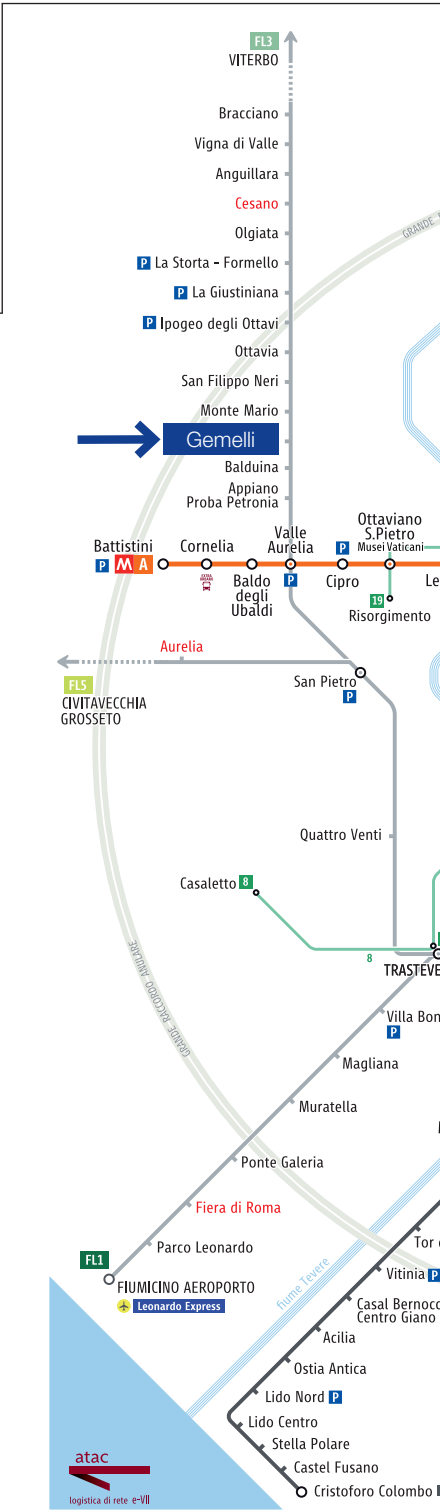 FL3
VITERBO
Bracciano
Vigna di Valle
Anguillara
Cesano
Olgiata
GRANDE
P La Storta - Formello
P La Giustiniana
P Ipogeo degli Ottavi
Ottavia
San Filippo Neri
Monte Mario
Gemelli
Balduina
Appiano
Proba Petronia
Battistini
P M A
Cornelia
EXTRA
URBANO
Baldo
degli
Ubaldi
Valle
Aurelia
P
P
Cipro
Ottaviano
S.Pietro
Musei Vaticani
Le
19
Risorgimento
Aurelia
FL5
CIVITAVECCHIA
GROSSETO
San Pietro
P
Quattro Venti
Casaletto 8
8
TRASTEVE
GRANDE RACCORDO ANULARE
Villa Bon
P
Magliana
Muratella
Ponte Galeria
Fiera di Roma
Parco Leonardo
FL1
FIUMICINO AEROPORTO
Leonardo Express
fiume Tevere
Tor
Vitinia P
Casal Bernocc
Centro Giano
Acilia
Ostia Antica
Lido Nord P
Lido Centro
Stella Polare
Castel Fusano
Cristoforo Colombo
atac
logistica di rete e-VII